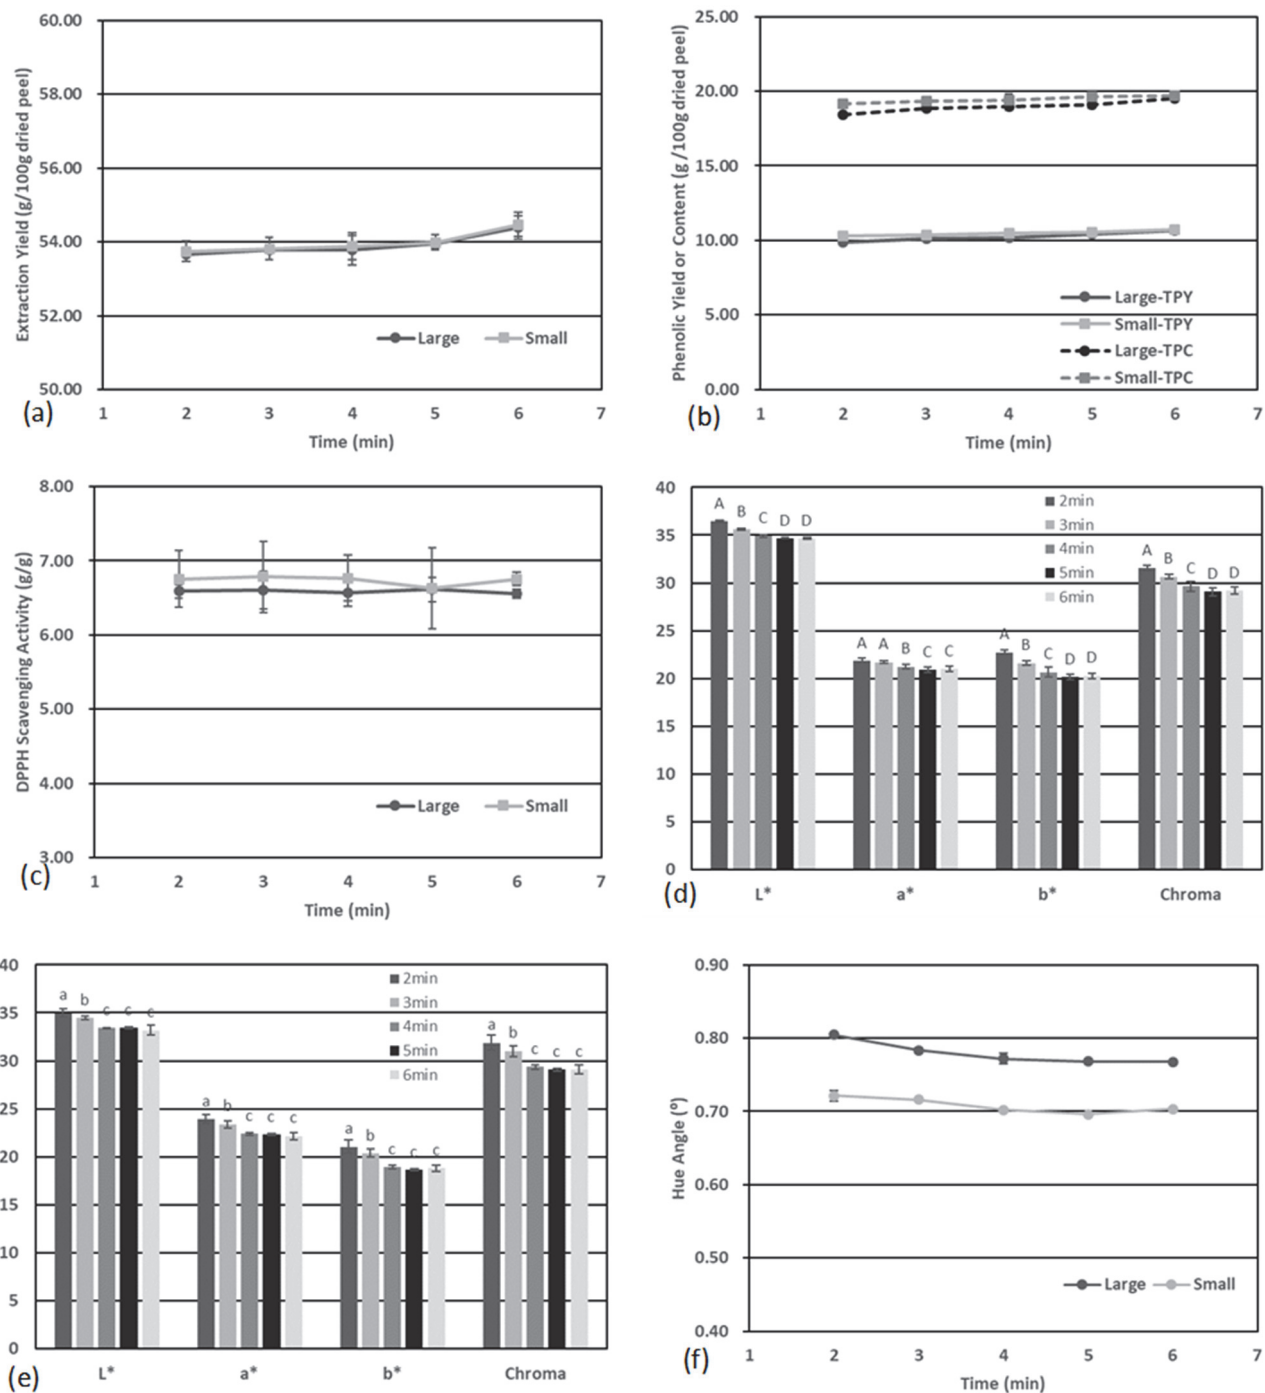 60.00
58.00
56.00
54.00
52.00
50.00
Extraction Yield (g/100g dried peel)
Large
Small
1 2 3 4 5 6 7
Time (min)
(a)
25.00
20.00
15.00
10.00
5.00
0.00
Phenolic Yield or Content (g /100g dried peel)
Large-TPY
Small-TPY
Large-TPC
Small-TPC
1 2 3 4 5 6 7
Time (min)
(b)
8.00
7.00
6.00
5.00
4.00
3.00
DPPH Scavenging Activity (g/g)
Large
Small
1 2 3 4 5 6 7
Time (min)
(c)
40
35
30
25
20
15
10
5
0
2min
3min
4min
5min
6min
A B C D D
A A B C C
A B C D D
A B C D D
L* a* b* Chroma
(d)
40
35
30
25
20
15
10
5
0
2min
3min
4min
5min
6min
a b c c c
a b c c c
a b c c c
a b c c c
L* a* b* Chroma
(e)
0.90
0.80
0.70
0.60
0.50
0.40
Hue Angle (°)
Large
Small
1 2 3 4 5 6 7
Time (min)
(f)